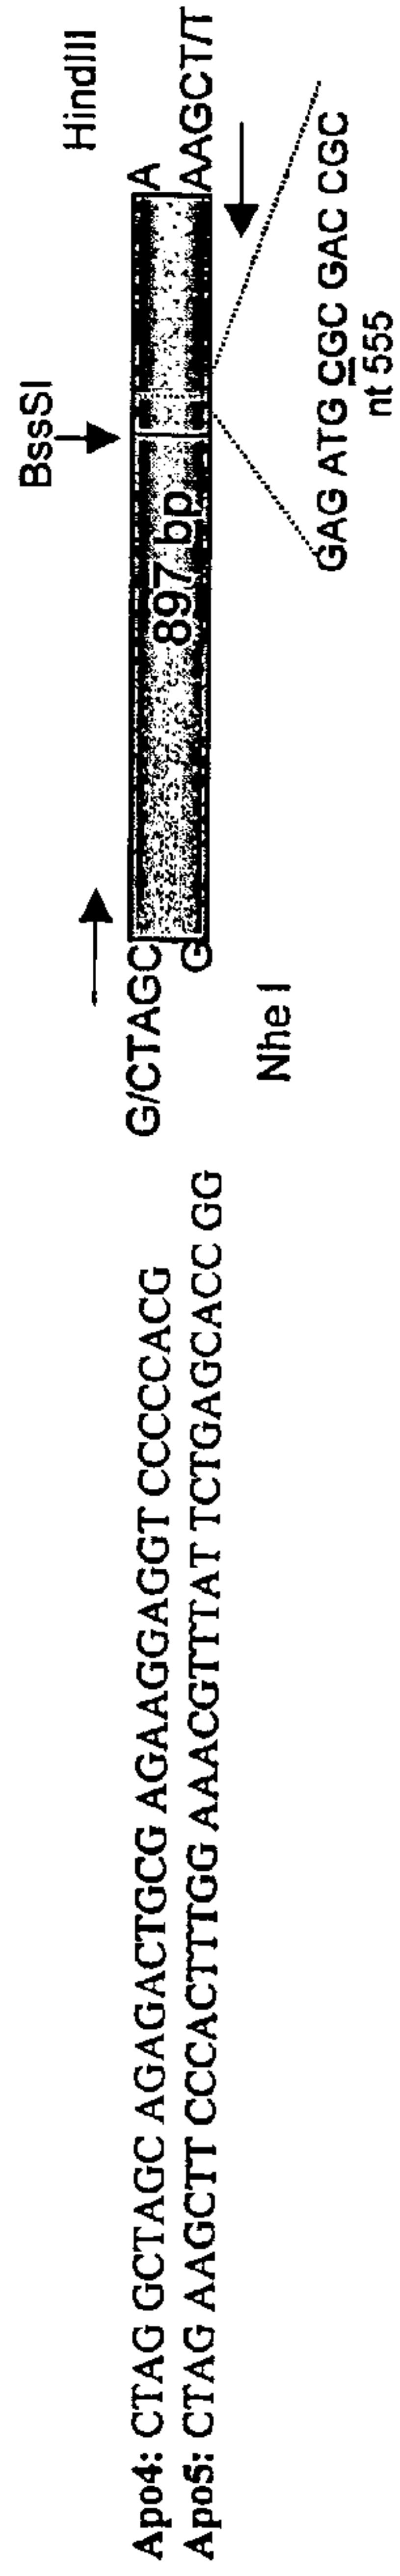 Apo4: CTAG GCTAGC AGAGACTGCG AGAAGGAGGT CCCCCACG
Apo5: CTAG AAGCTT CCCACTTTGG AAACGTTTAT TCTGAGCACC GG
BssSI
HindIII
G/CTAGC
897 bp
A
G
AAGCT/T
Nhe I
GAG ATG CGC GAC CGC
nt 555